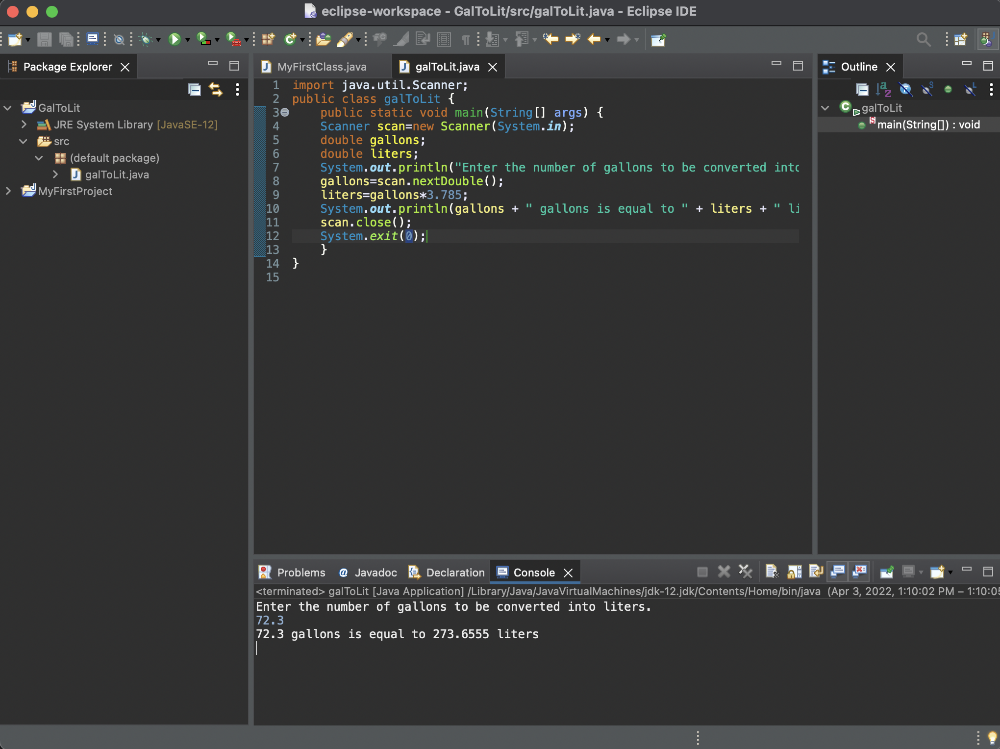 eclipse-workspace - GalToLit/src/galToLit.java - Eclipse IDE
Package Explorer
GalToLit
JRE System Library [JavaSE-12]
src
(default package)
galToLit.java
MyFirstProject
MyFirstClass.java
galToLit.java
1 import java.util.Scanner;
2 public class galToLit {
3 public static void main(String[] args) {
4 Scanner scan=new Scanner(System.in);
5 double gallons;
6 double liters;
7 System.out.println("Enter the number of gallons to be converted into
8 gallons=scan.nextDouble();
9 liters=gallons*3.785;
10 System.out.println(gallons + " gallons is equal to " + liters + " li
11 scan.close();
12 System.exit(0);
13 }
14 }
15
Outline
galToLit
main(String[]) : void
Problems
Javadoc
Declaration
Console
<terminated> galToLit [Java Application] /Library/Java/JavaVirtualMachines/jdk-12.jdk/Contents/Home/bin/java (Apr 3, 2022, 1:10:02 PM – 1:10:05
Enter the number of gallons to be converted into liters.
72.3
72.3 gallons is equal to 273.6555 liters